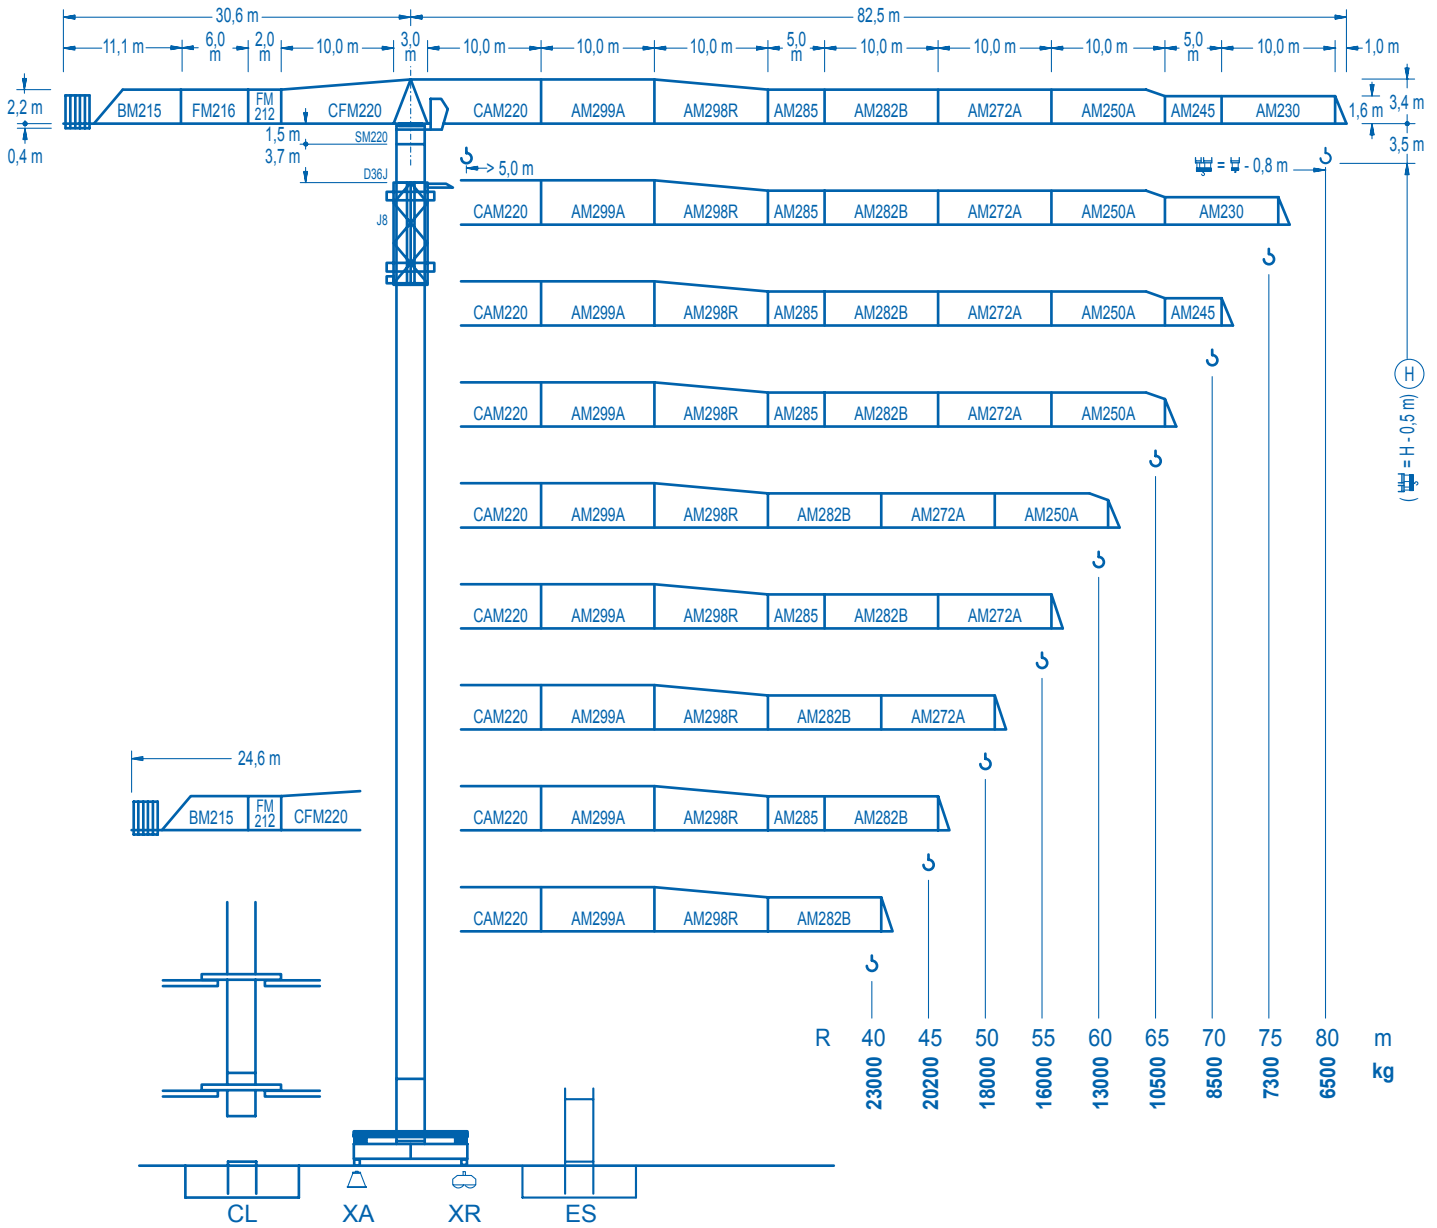 30,6 m
82,5 m
11,1 m
6,0 m
2,0 m
10,0 m
3,0 m
10,0 m
10,0 m
10,0 m
5,0 m
10,0 m
10,0 m
10,0 m
5,0 m
10,0 m
1,0 m
2,2 m
0,4 m
BM215
FM216
FM 212
CFM220
CAM220
AM299A
AM298R
AM285
AM282B
AM272A
AM250A
AM245
AM230
1,6 m
3,4 m
3,5 m
1,5 m
3,7 m
SM220
D36J
J8
> 5,0 m
= - 0,8 m
CAM220 AM299A AM298R AM285 AM282B AM272A AM250A AM230
CAM220 AM299A AM298R AM285 AM282B AM272A AM250A AM245
H
( = H - 0,5 m)
CAM220 AM299A AM298R AM285 AM282B AM272A AM250A
CAM220 AM299A AM298R AM282B AM272A AM250A
CAM220 AM299A AM298R AM285 AM282B AM272A
CAM220 AM299A AM298R AM282B AM272A
24,6 m
BM215
FM 212
CFM220
CAM220 AM299A AM298R AM285 AM282B
CAM220 AM299A AM298R AM282B
R 40 45 50 55 60 65 70 75 80 m
23000 20200 18000 16000 13000 10500 8500 7300 6500 kg
CL XA XR ES